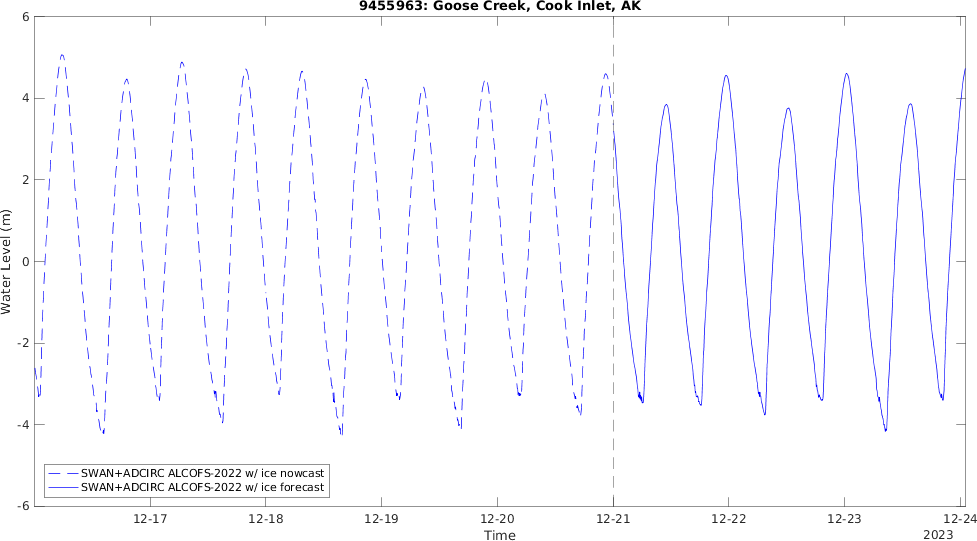 9455963: Goose Creek, Cook Inlet, AK
6
4
2
0
-2
-4
-6
Water Level (m)
SWAN+ADCIRC ALCOFS-2022 w/ ice nowcast
SWAN+ADCIRC ALCOFS-2022 w/ ice forecast
12-17 12-18 12-19 12-20 12-21 12-22 12-23 12-24
Time
2023